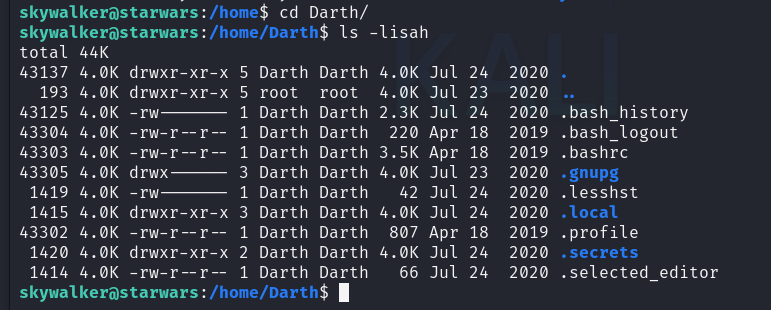 skywalker@starwars:/home$ cd Darth/
skywalker@starwars:/home/Darth$ ls -lisah
total 44K
43137 4.0K drwxr-xr-x 5 Darth Darth 4.0K Jul 24  2020 .
  193 4.0K drwxr-xr-x 5 root  root  4.0K Jul 23  2020 ..
43125 4.0K -rw------- 1 Darth Darth 2.3K Jul 24  2020 .bash_history
43304 4.0K -rw-r--r-- 1 Darth Darth  220 Apr 18  2019 .bash_logout
43303 4.0K -rw-r--r-- 1 Darth Darth 3.5K Apr 18  2019 .bashrc
43305 4.0K drwx------ 3 Darth Darth 4.0K Jul 23  2020 .gnupg
 1419 4.0K -rw------- 1 Darth Darth   42 Jul 24  2020 .lesshst
 1415 4.0K drwxr-xr-x 3 Darth Darth 4.0K Jul 24  2020 .local
43302 4.0K -rw-r--r-- 1 Darth Darth  807 Apr 18  2019 .profile
 1420 4.0K drwxr-xr-x 2 Darth Darth 4.0K Jul 24  2020 .secrets
 1414 4.0K -rw-r--r-- 1 Darth Darth   66 Jul 24  2020 .selected_editor
skywalker@starwars:/home/Darth$
KALI